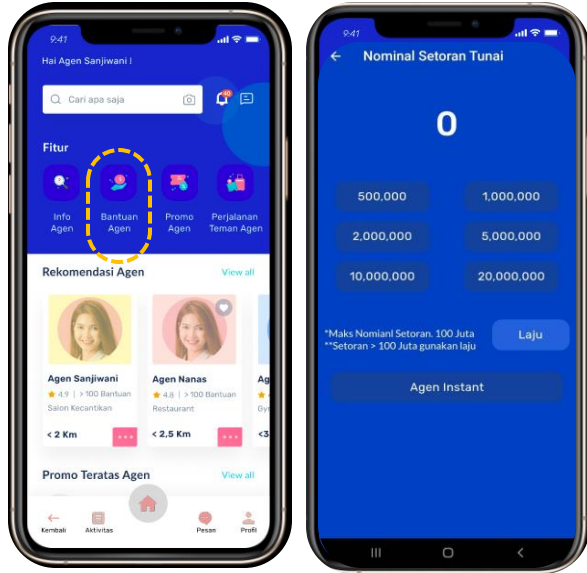 9:41
Hai Agen Sanjiwani !
Cari apa saja
40
Fitur
Info Agen
Bantuan Agen
Promo Agen
Perjalanan Teman Agen
Rekomendasi Agen
View all
Agen Sanjiwani
4.9 | >100 Bantuan
Salon Kecantikan
< 2 Km
Agen Nanas
4.8 | >100 Bantuan
Restaurant
< 2,5 Km
Ag
Gy
<3
Promo Teratas Agen
View all
Kembali
Aktivitas
Pesan
Profil
9:41
Nominal Setoran Tunai
0
500,000
1,000,000
2,000,000
5,000,000
10,000,000
20,000,000
*Maks Nomianl Setoran. 100 Juta
**Setoran > 100 Juta gunakan laju
Laju
Agen Instant